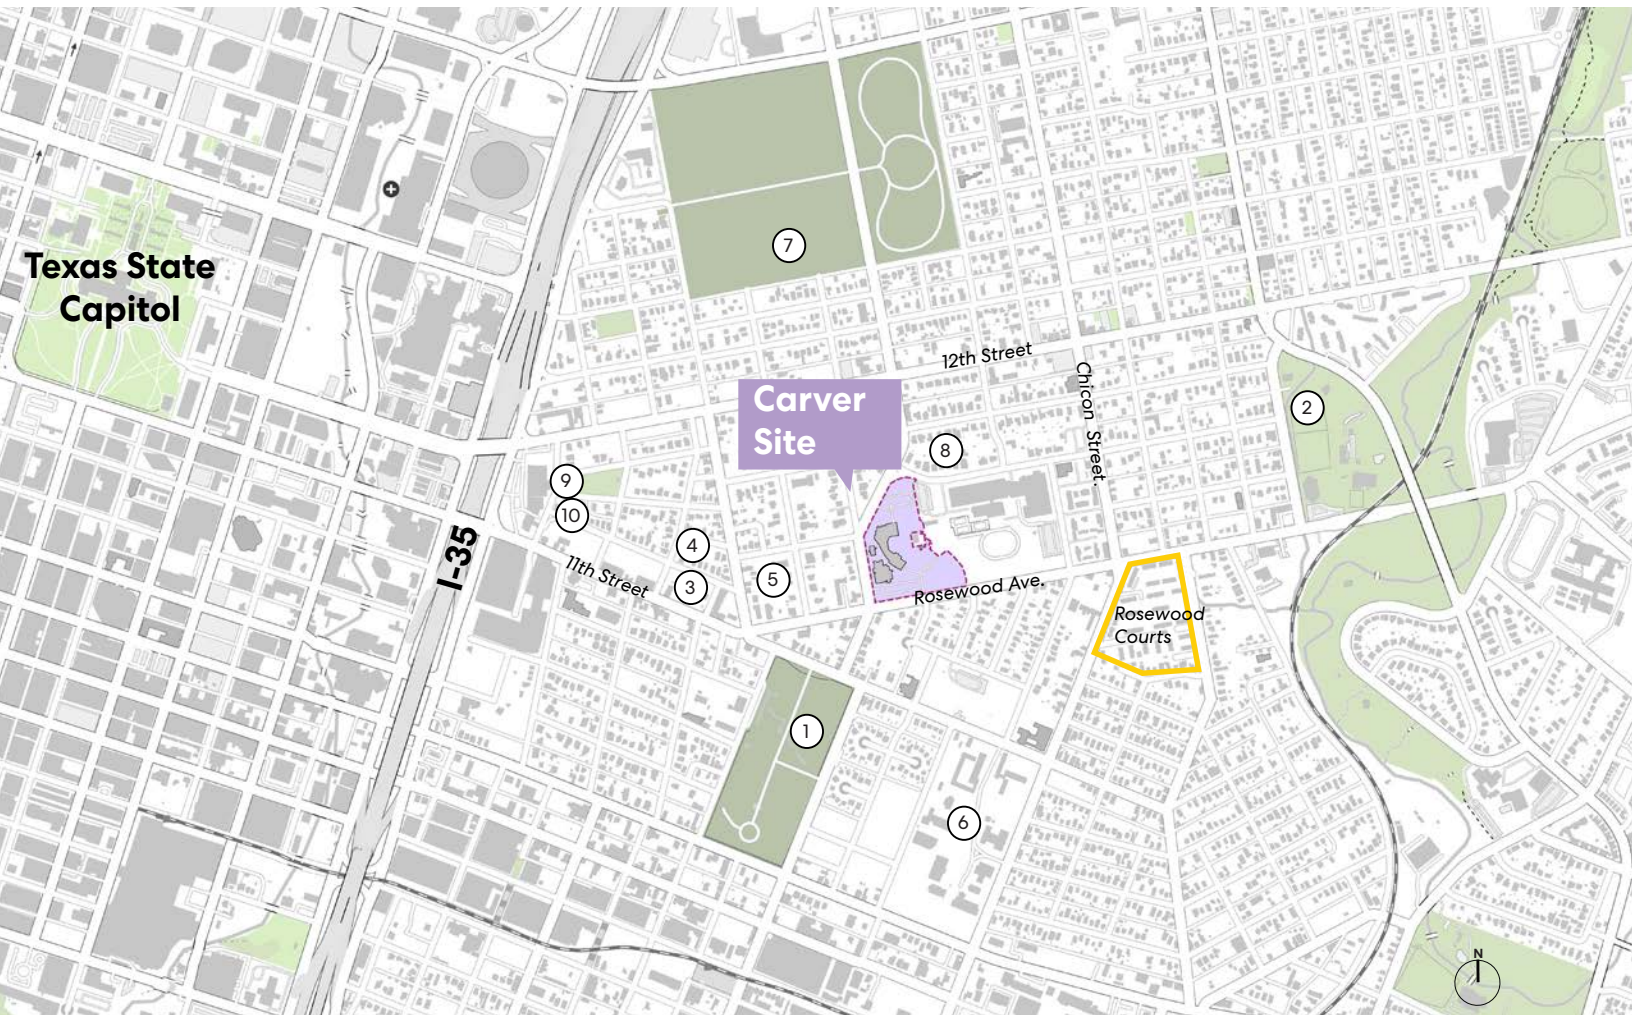 7
Texas State
Capitol
12th Street
Chicon Street.
Carver
Site
2
8
9
10
I-35
11th Street
4
3
5
Rosewood Ave.
Rosewood
Courts
1
6
N